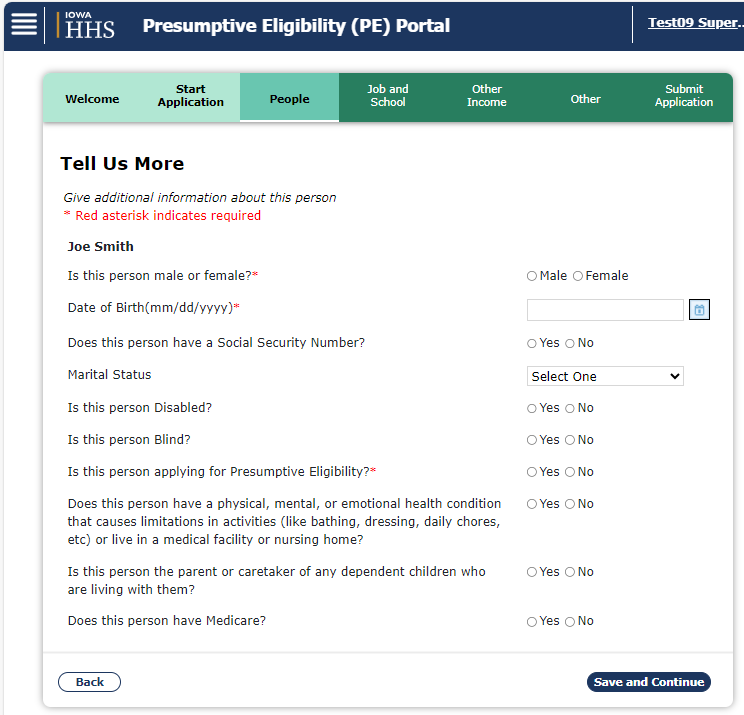 IOWA
HHS
Presumptive Eligibility (PE) Portal
Test09 Super...
Welcome
Start
Application
People
Job and
School
Other
Income
Other
Submit
Application
Tell Us More
Give additional information about this person
* Red asterisk indicates required
Joe Smith
Is this person male or female?* Male Female
Date of Birth(mm/dd/yyyy)*
Does this person have a Social Security Number? Yes No
Marital Status Select One
Is this person Disabled? Yes No
Is this person Blind? Yes No
Is this person applying for Presumptive Eligibility?* Yes No
Does this person have a physical, mental, or emotional health condition Yes No
that causes limitations in activities (like bathing, dressing, daily chores,
etc) or live in a medical facility or nursing home?
Is this person the parent or caretaker of any dependent children who Yes No
are living with them?
Does this person have Medicare? Yes No
Back Save and Continue